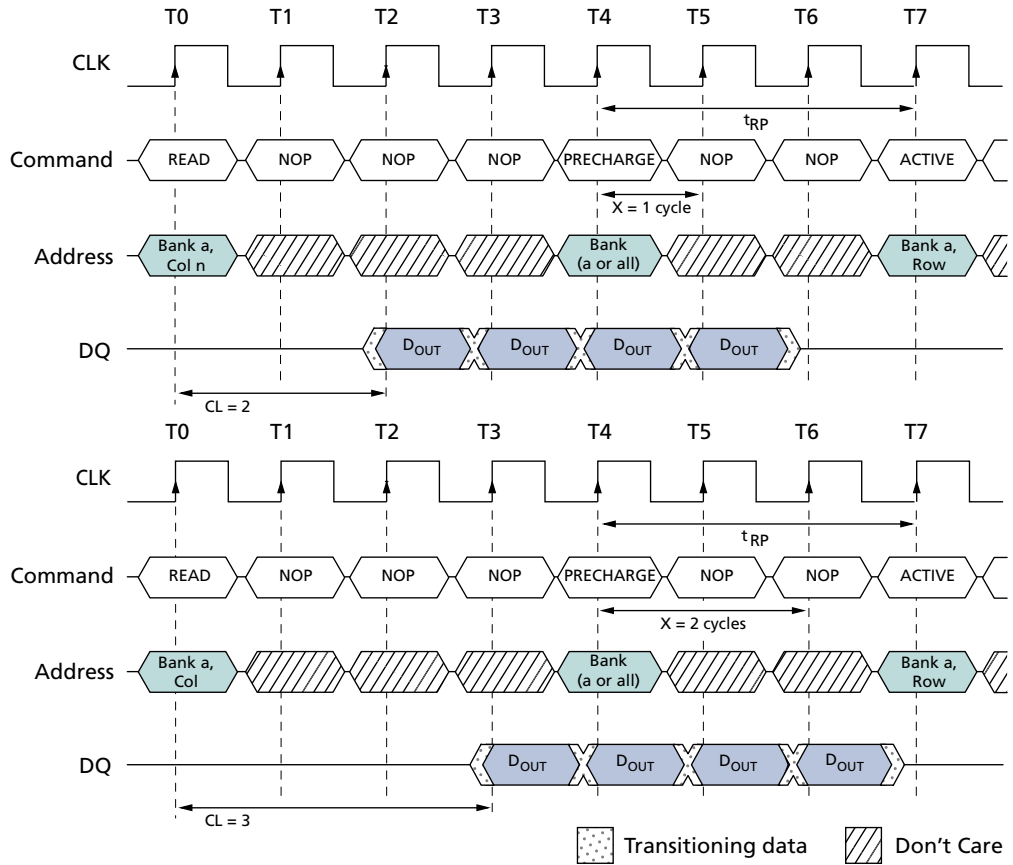 T0 T1 T2 T3 T4 T5 T6 T7
CLK
tRP
Command READ NOP NOP NOP PRECHARGE NOP NOP ACTIVE
X = 1 cycle
Address Bank a, Col n Bank (a or all) Bank a, Row
DQ DOUT DOUT DOUT DOUT
CL = 2
T0 T1 T2 T3 T4 T5 T6 T7
CLK
tRP
Command READ NOP NOP NOP PRECHARGE NOP NOP ACTIVE
X = 2 cycles
Address Bank a, Col Bank (a or all) Bank a, Row
DQ DOUT DOUT DOUT DOUT
CL = 3
Transitioning data Don't Care